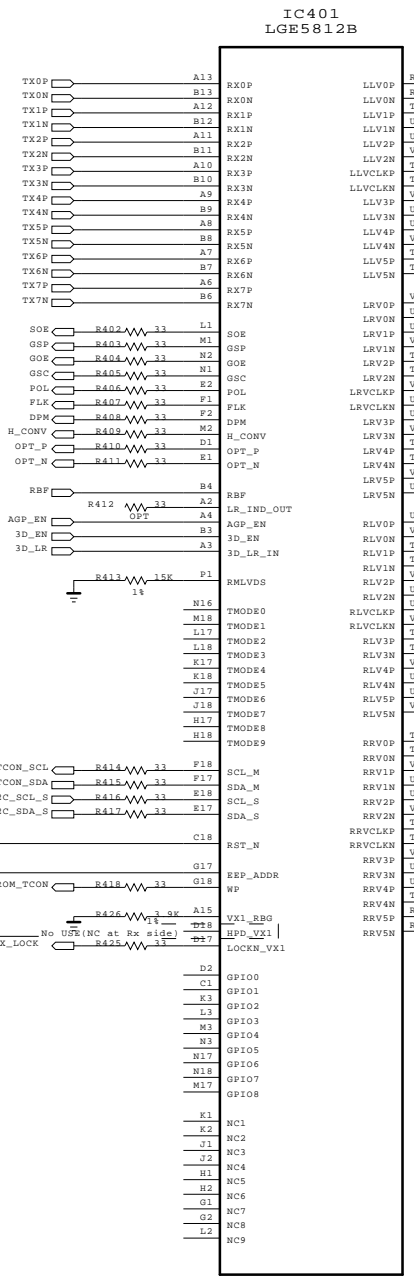 IC401
LGE5812B
TX0P A13 RX0P LLV0P
TX0N B13 RX0N LLV0N
TX1P A12 RX1P LLV1P
TX1N B12 RX1N LLV1N
TX2P A11 RX2P LLV2P
TX2N B11 RX2N LLV2N
TX3P A10 RX3P LLVCLKP
TX3N B10 RX3N LLVCLKN
TX4P A9 RX4P LLV3P
TX4N B9 RX4N LLV3N
TX5P A8 RX5P LLV4P
TX5N B8 RX5N LLV4N
TX6P A7 RX6P LLV5P
TX6N B7 RX6N LLV5N
TX7P A6 RX7P
TX7N B6 RX7N LRV0P
LRV0N
SOE R402 33 L1 SOE LRV1P
GSP R403 33 M1 GSP LRV1N
GOE R404 33 N2 GOE LRV2P
GSC R405 33 N1 GSC LRV2N
POL R406 33 E2 POL LRVCLKP
FLK R407 33 F1 FLK LRVCLKN
DPM R408 33 F2 DPM LRV3P
H_CONV R409 33 M2 H_CONV LRV3N
OPT_P R410 33 D1 OPT_P LRV4P
OPT_N R411 33 E1 OPT_N LRV4N
LRV5P
RBF B4 RBF LRV5N
R412 33 A2 LR_IND_OUT
OPT
AGP_EN A4 AGP_EN RLV0P
3D_EN B3 3D_EN RLV0N
3D_LR A3 3D_LR_IN RLV1P
RLV1N
R413 15K P1 RMLVDS RLV2P
1%
RLV2N
N16 TMODE0 RLVCLKP
M18 TMODE1 RLVCLKN
L17 TMODE2 RLV3P
L18 TMODE3 RLV3N
K17 TMODE4 RLV4P
K18 TMODE5 RLV4N
J17 TMODE6 RLV5P
J18 TMODE7 RLV5N
H17 TMODE8
H18 TMODE9 RRV0P
RRV0N
TCON_SCL R414 33 F18 SCL_M RRV1P
TCON_SDA R415 33 F17 SDA_M RRV1N
C_SCL_S R416 33 E18 SCL_S RRV2P
C_SDA_S R417 33 E17 SDA_S RRV2N
RRVCLKP
C18 RST_N RRVCLKN
RRV3P
G17 EEP_ADDR RRV3N
ROM_TCON R418 33 G18 WP RRV4P
RRV4N
R426 3.9K A15 VX1_RBG RRV5P
1%
No USE(NC at Rx side) D18 HPD_VX1 RRV5N
X_LOCK R425 33 D17 LOCKN_VX1
D2 GPIO0
C1 GPIO1
K3 GPIO2
L3 GPIO3
M3 GPIO4
N3 GPIO5
N17 GPIO6
N18 GPIO7
M17 GPIO8
K1 NC1
K2 NC2
J1 NC3
J2 NC4
H1 NC5
H2 NC6
G1 NC7
G2 NC8
L2 NC9